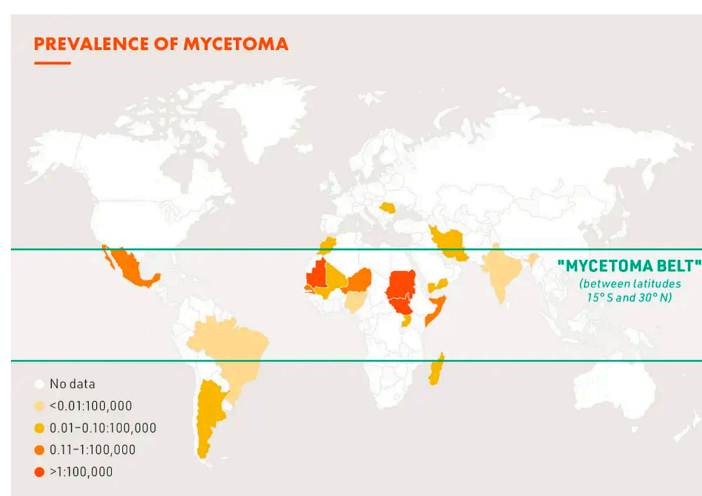 PREVALENCE OF MYCETOMA
"MYCETOMA BELT"
(between latitudes
15° S and 30° N)
No data
<0.01:100,000
0.01–0.10:100,000
0.11–1:100,000
>1:100,000